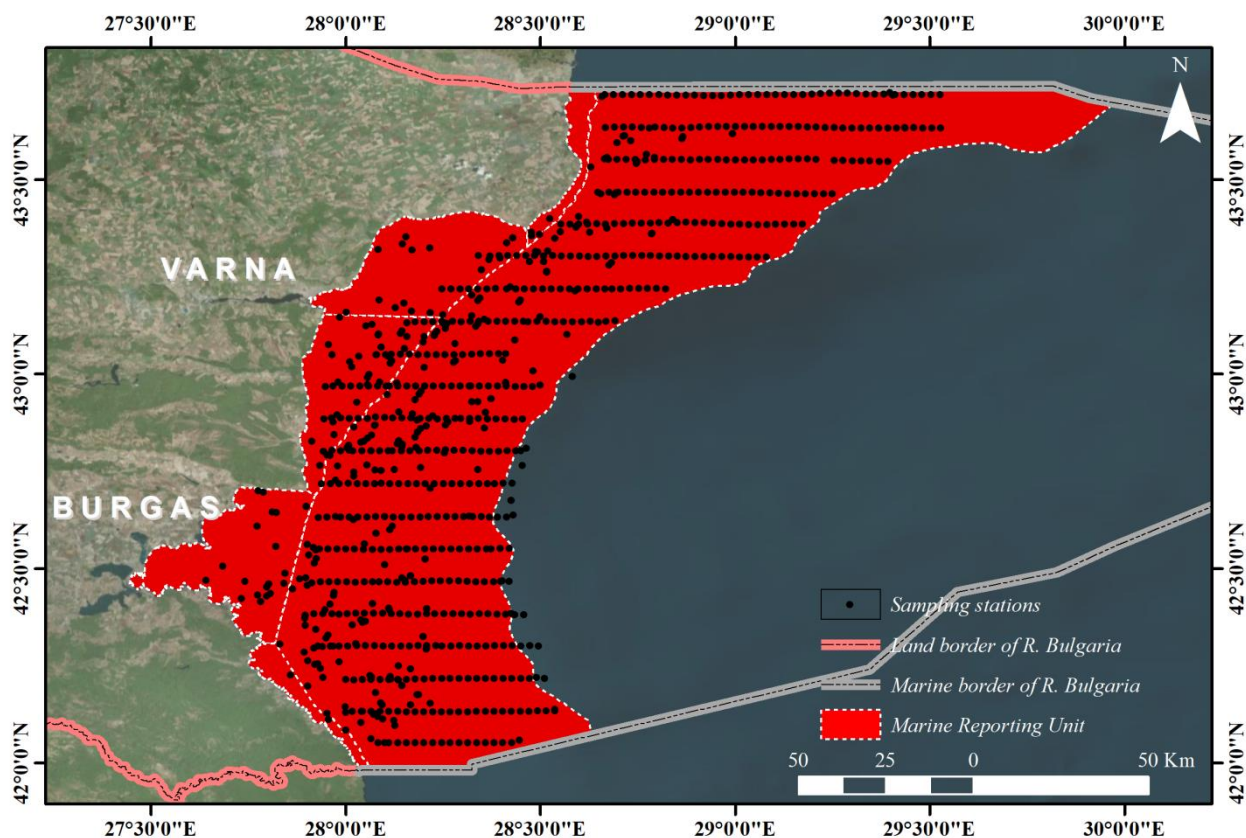 27°30'0"E 28°0'0"E 28°30'0"E 29°0'0"E 29°30'0"E 30°0'0"E
N
43°30'0"N 43°30'0"N
VARNA
43°0'0"N 43°0'0"N
BURGAS
42°30'0"N 42°30'0"N
Sampling stations
Land border of R. Bulgaria
Marine border of R. Bulgaria
Marine Reporting Unit
50 25 0 50 Km
42°0'0"N 42°0'0"N
27°30'0"E 28°0'0"E 28°30'0"E 29°0'0"E 29°30'0"E 30°0'0"E